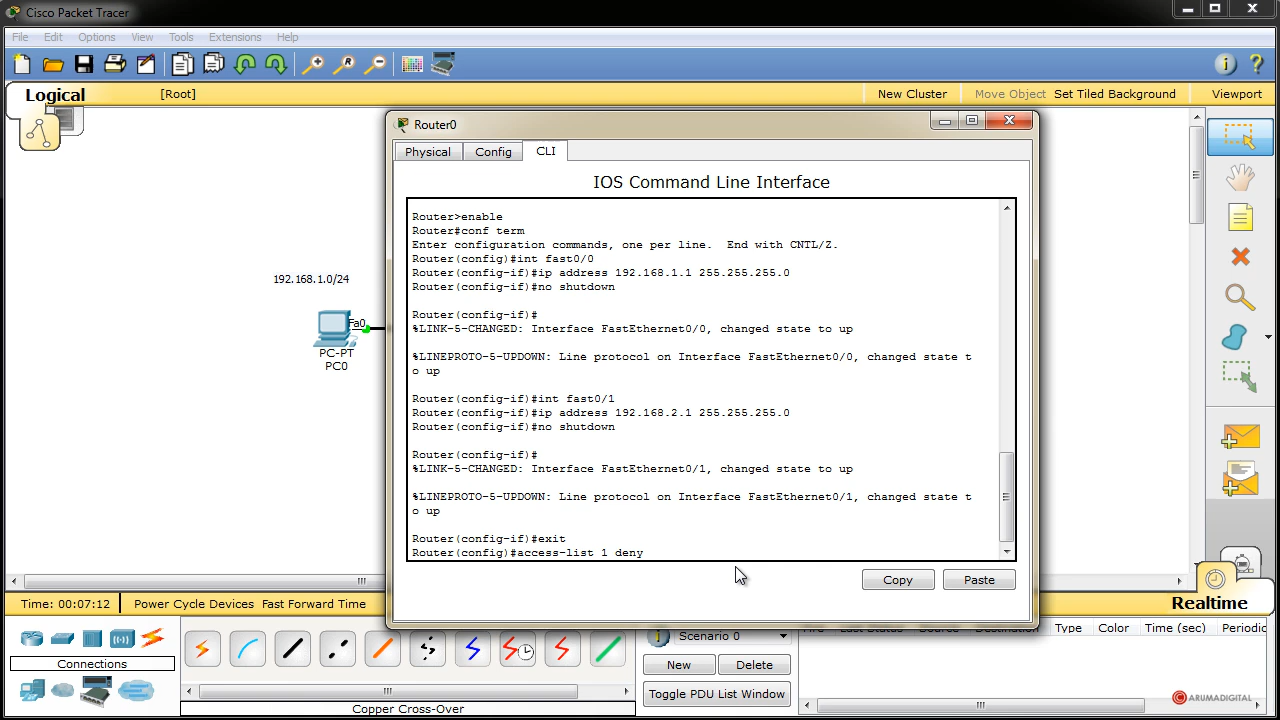 Cisco Packet Tracer
File Edit Options View Tools Extensions Help
Logical [Root] New Cluster Move Object Set Tiled Background Viewport
192.168.1.0/24
Fa0
PC-PT
PC0
Router0
Physical Config CLI
IOS Command Line Interface
Router>enable
Router#conf term
Enter configuration commands, one per line.  End with CNTL/Z.
Router(config)#int fast0/0
Router(config-if)#ip address 192.168.1.1 255.255.255.0
Router(config-if)#no shutdown
Router(config-if)#
%LINK-5-CHANGED: Interface FastEthernet0/0, changed state to up
%LINEPROTO-5-UPDOWN: Line protocol on Interface FastEthernet0/0, changed state t
o up
Router(config-if)#int fast0/1
Router(config-if)#ip address 192.168.2.1 255.255.255.0
Router(config-if)#no shutdown
Router(config-if)#
%LINK-5-CHANGED: Interface FastEthernet0/1, changed state to up
%LINEPROTO-5-UPDOWN: Line protocol on Interface FastEthernet0/1, changed state t
o up
Router(config-if)#exit
Router(config)#access-list 1 deny
Copy Paste
Time: 00:07:12 Power Cycle Devices Fast Forward Time Realtime
Scenario 0
Fire Last Status Source Destination Type Color Time (sec) Periodic
Connections
New Delete
Toggle PDU List Window
Copper Cross-Over
ARUMADIGITAL